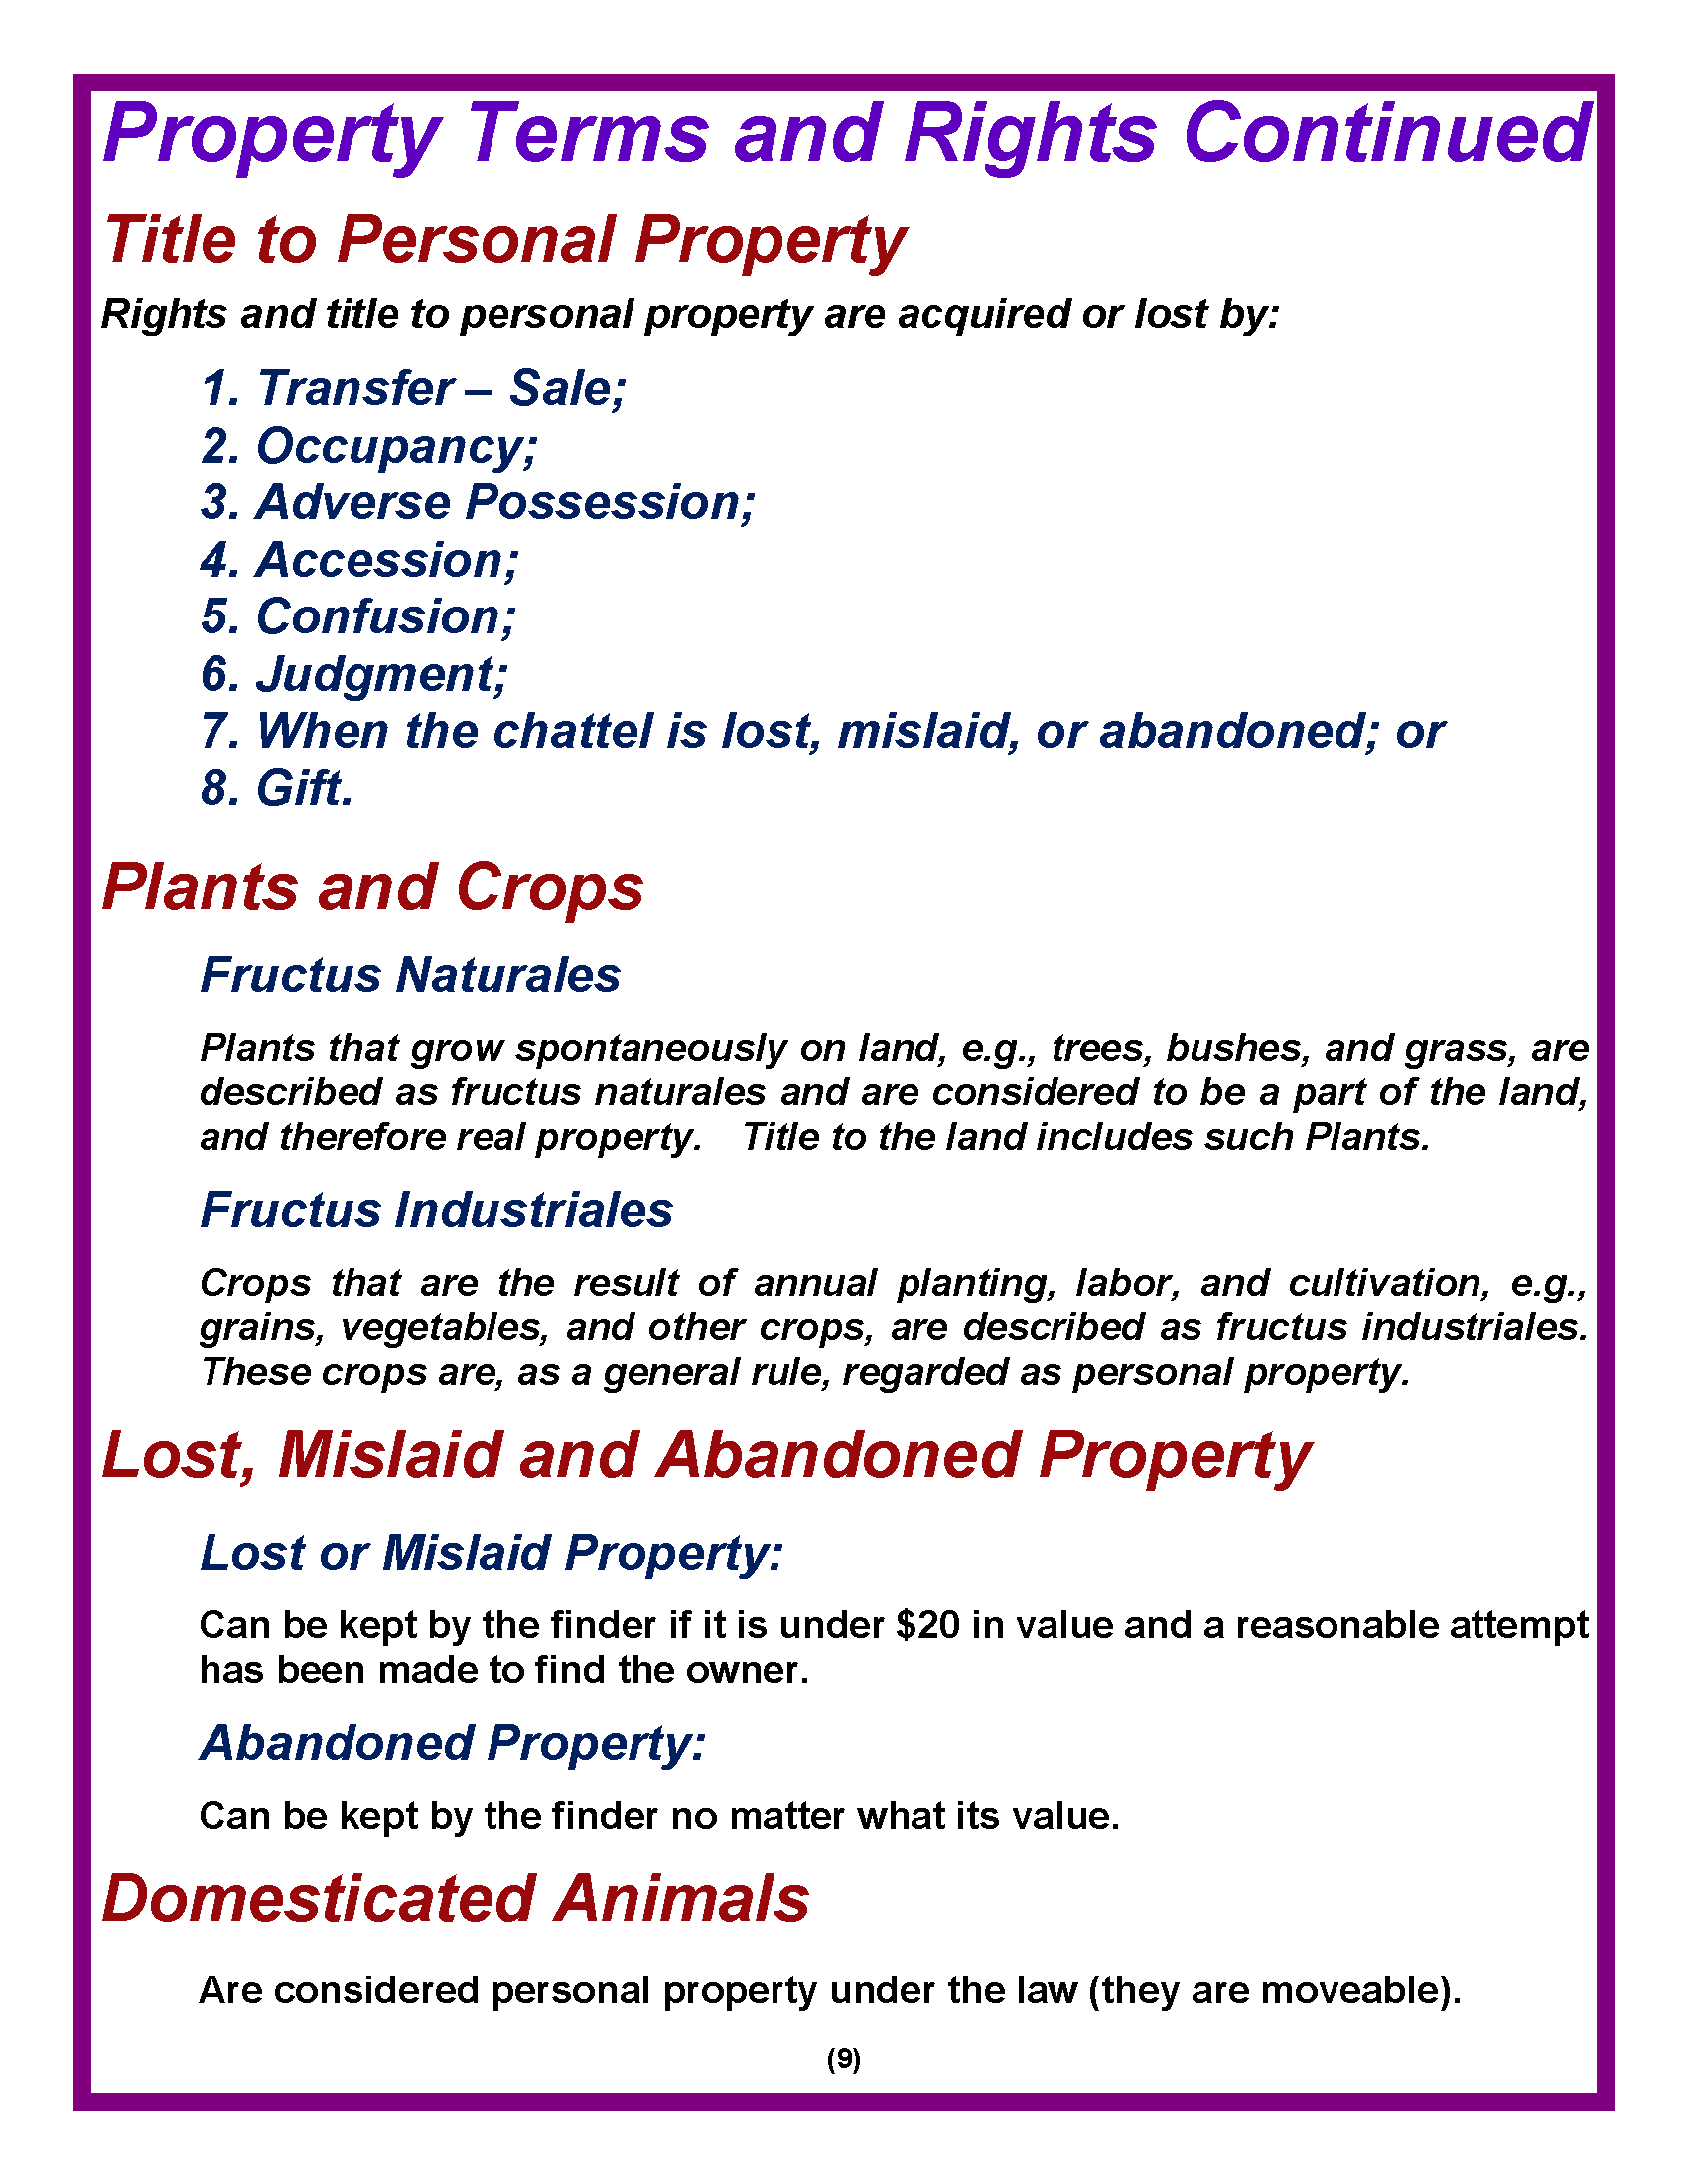 Property Terms and Rights Continued
Title to Personal Property
Rights and title to personal property are acquired or lost by:
1. Transfer – Sale;
2. Occupancy;
3. Adverse Possession;
4. Accession;
5. Confusion;
6. Judgment;
7. When the chattel is lost, mislaid, or abandoned; or
8. Gift.
Plants and Crops
Fructus Naturales
Plants that grow spontaneously on land, e.g., trees, bushes, and grass, are
described as fructus naturales and are considered to be a part of the land,
and therefore real property. Title to the land includes such Plants.
Fructus Industriales
Crops that are the result of annual planting, labor, and cultivation, e.g.,
grains, vegetables, and other crops, are described as fructus industriales.
These crops are, as a general rule, regarded as personal property.
Lost, Mislaid and Abandoned Property
Lost or Mislaid Property:
Can be kept by the finder if it is under $20 in value and a reasonable attempt
has been made to find the owner.
Abandoned Property:
Can be kept by the finder no matter what its value.
Domesticated Animals
Are considered personal property under the law (they are moveable).
(9)